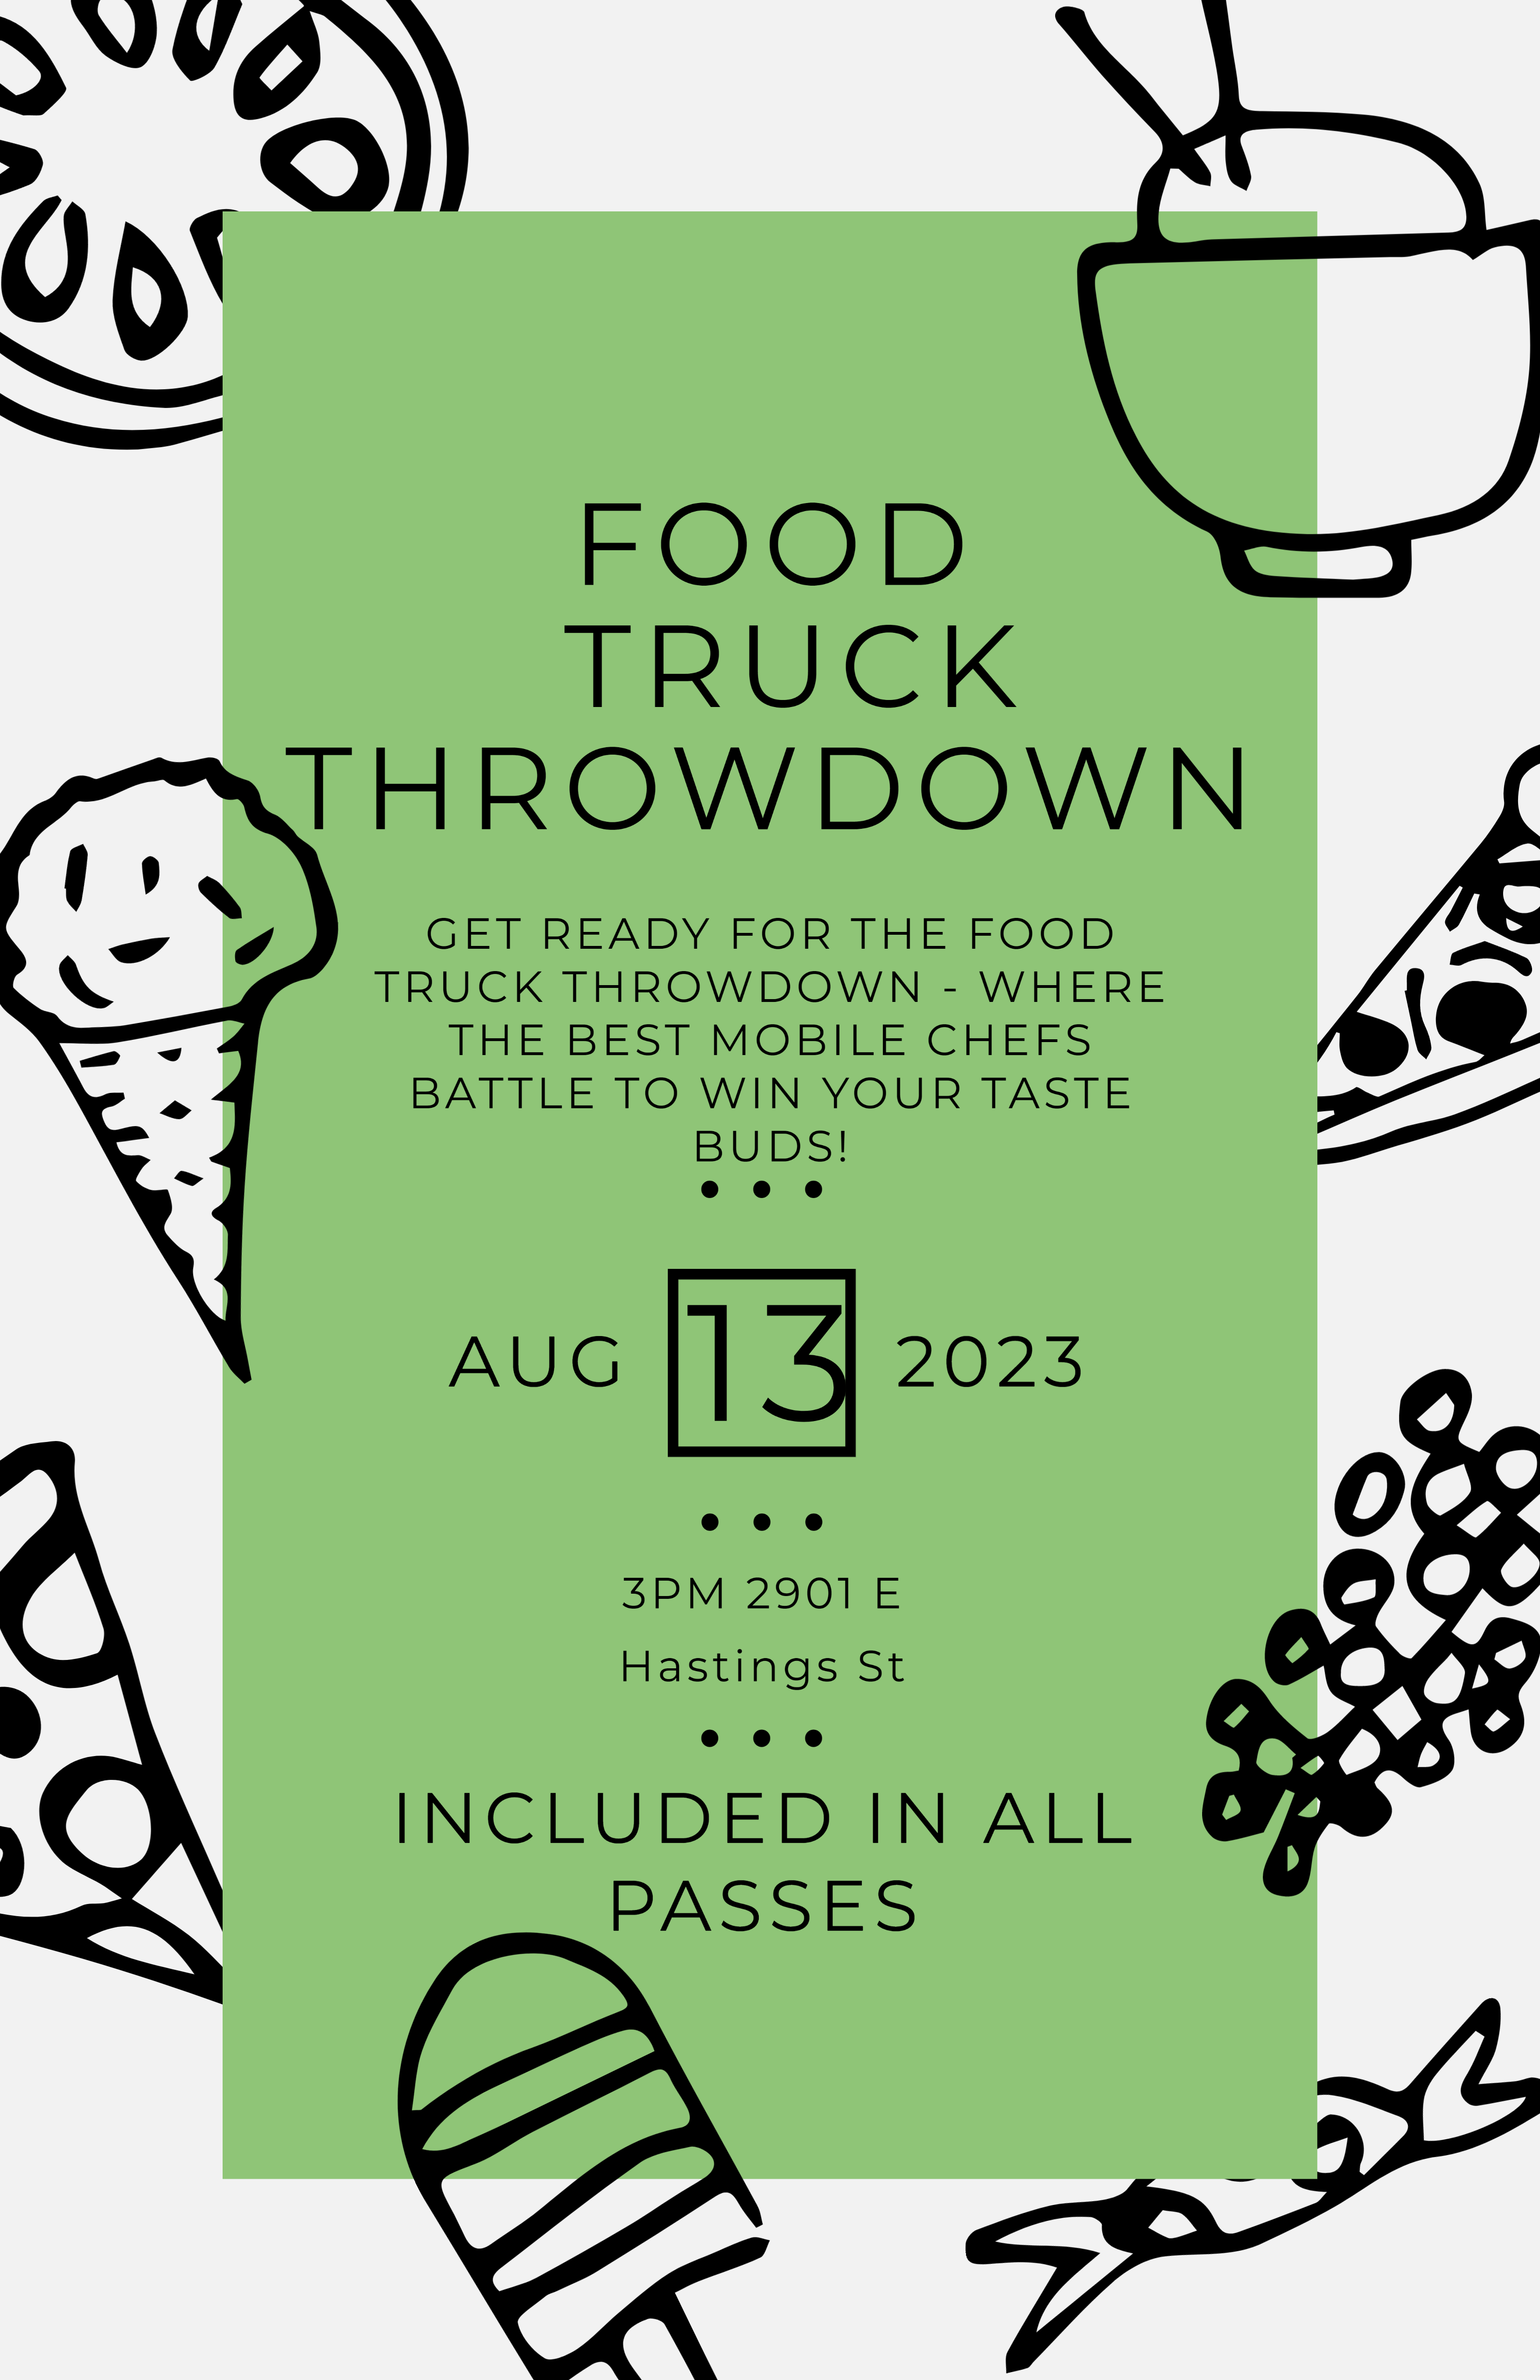 FOOD
TRUCK
THROWDOWN
GET READY FOR THE FOOD
TRUCK THROWDOWN - WHERE
THE BEST MOBILE CHEFS
BATTLE TO WIN YOUR TASTE
BUDS!
AUG 13 2023
3PM 2901 E
Hastings St
INCLUDED IN ALL
PASSES